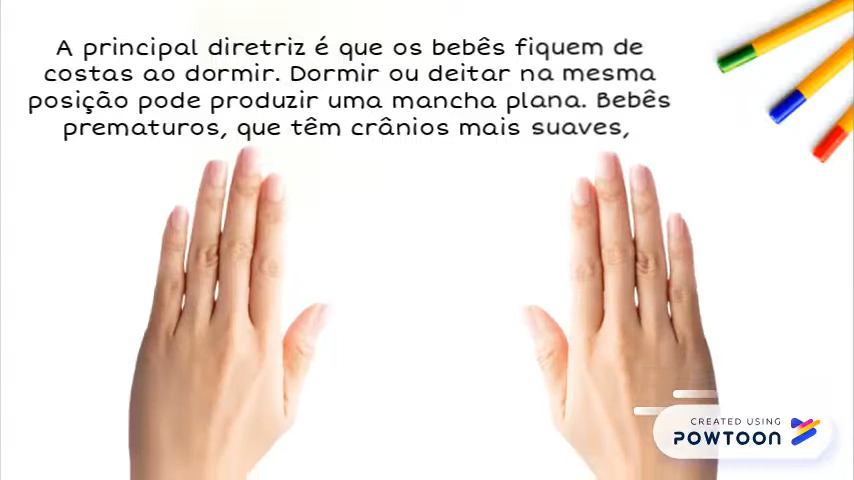 A principal diretriz é que os bebês fiquem de
costas ao dormir. Dormir ou deitar na mesma
posição pode produzir uma mancha plana. Bebês
prematuros, que têm crânios mais suaves,
CREATED USING
POWTOON